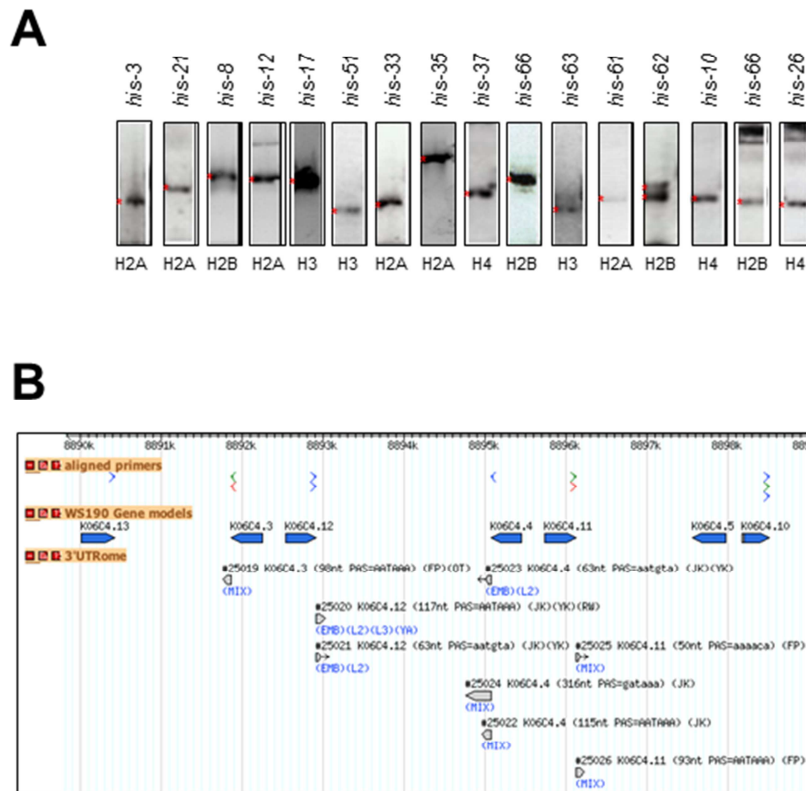 A
his-3 his-21 his-8 his-12 his-17 his-51 his-33 his-35 his-37 his-66 his-63 his-61 his-62 his-10 his-66 his-26
H2A H2A H2B H2A H3 H3 H2A H2A H4 H2B H3 H2A H2B H4 H2B H4
B
8890k 8891k 8892k 8893k 8894k 8895k 8896k 8897k 8898k
aligned primers
WS190 Gene models
K06C4.13 K06C4.3 K06C4.12 K06C4.4 K06C4.11 K06C4.5 K06C4.10
3'UTRome
#25019 K06C4.3 (98nt PAS=AATAAA) (FP)(OT) #25023 K06C4.4 (63nt PAS=aatgta) (JK)(YK)
(MIX) (EMB)(L2)
#25020 K06C4.12 (117nt PAS=AATAAA) (JK)(YK)(RW)
(EMB)(L2)(L3)(YA)
#25021 K06C4.12 (63nt PAS=aatgta) (JK)(YK) #25025 K06C4.11 (50nt PAS=aaaaca) (FP)
(EMB)(L2) (MIX)
#25024 K06C4.4 (316nt PAS=gataaa) (JK)
(MIX)
#25022 K06C4.4 (115nt PAS=AATAAA) (JK)
(MIX)
#25026 K06C4.11 (93nt PAS=AATAAA) (FP)
(MIX)